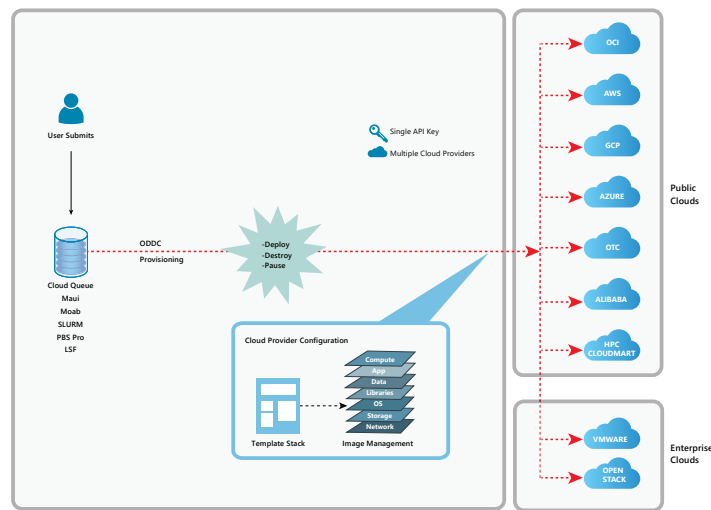 User Submits
Single API Key
Multiple Cloud Providers
ODDC
Provisioning
-Deploy
-Destroy
-Pause
Cloud Queue
Maui
Moab
SLURM
PBS Pro
LSF
Cloud Provider Configuration
Template Stack
Compute
App
Data
Libraries
OS
Storage
Network
Image Management
OCI
AWS
GCP
AZURE
OTC
ALIBABA
HPC
CLOUDMART
Public
Clouds
VMWARE
OPEN
STACK
Enterprise
Clouds